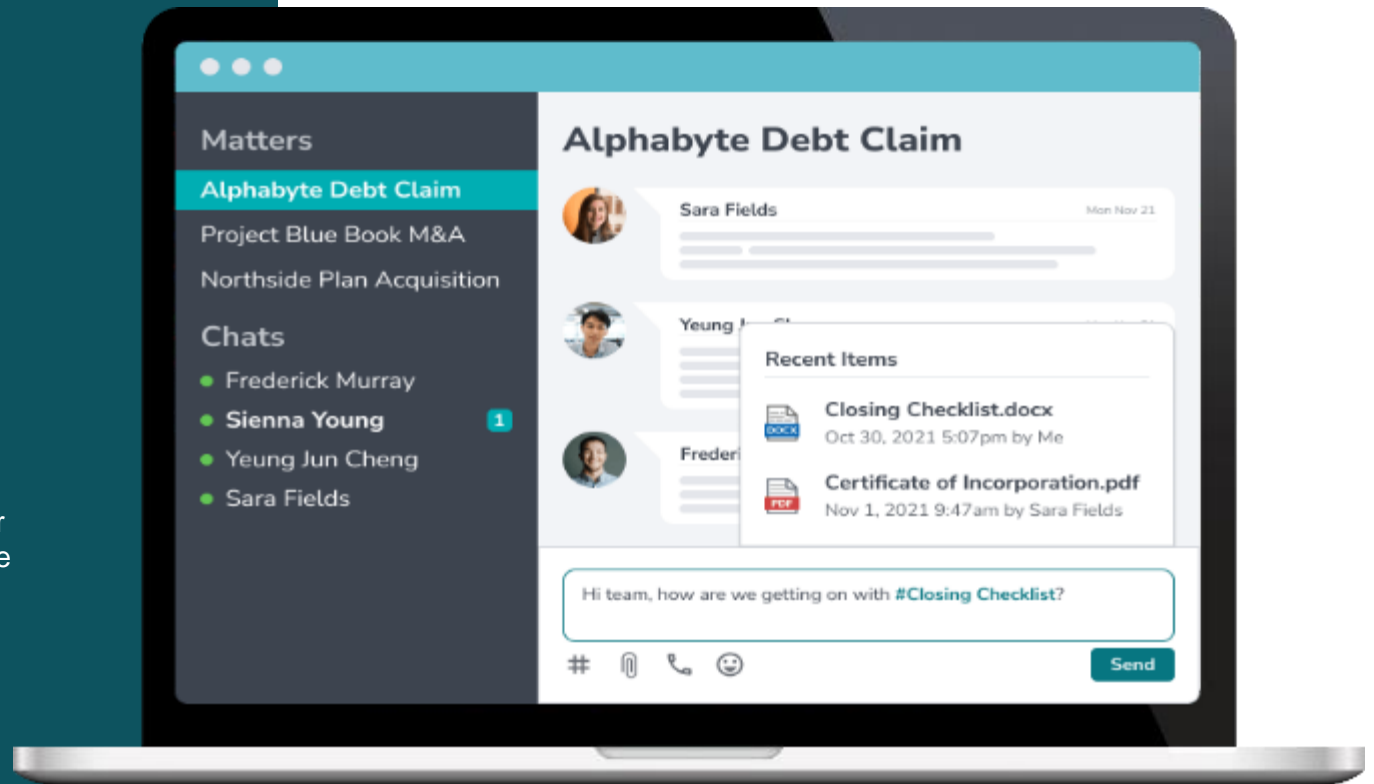 Matters
Alphabyte Debt Claim
Project Blue Book M&A
Northside Plan Acquisition
Chats
Frederick Murray
Sienna Young 1
Yeung Jun Cheng
Sara Fields
r
e
Alphabyte Debt Claim
Sara Fields Mon Nov 21
Yeung
Frederi
Recent Items
Closing Checklist.docx
DOCX
Oct 30, 2021 5:07pm by Me
Certificate of Incorporation.pdf
PDF
Nov 1, 2021 9:47am by Sara Fields
Hi team, how are we getting on with #Closing Checklist?
Send